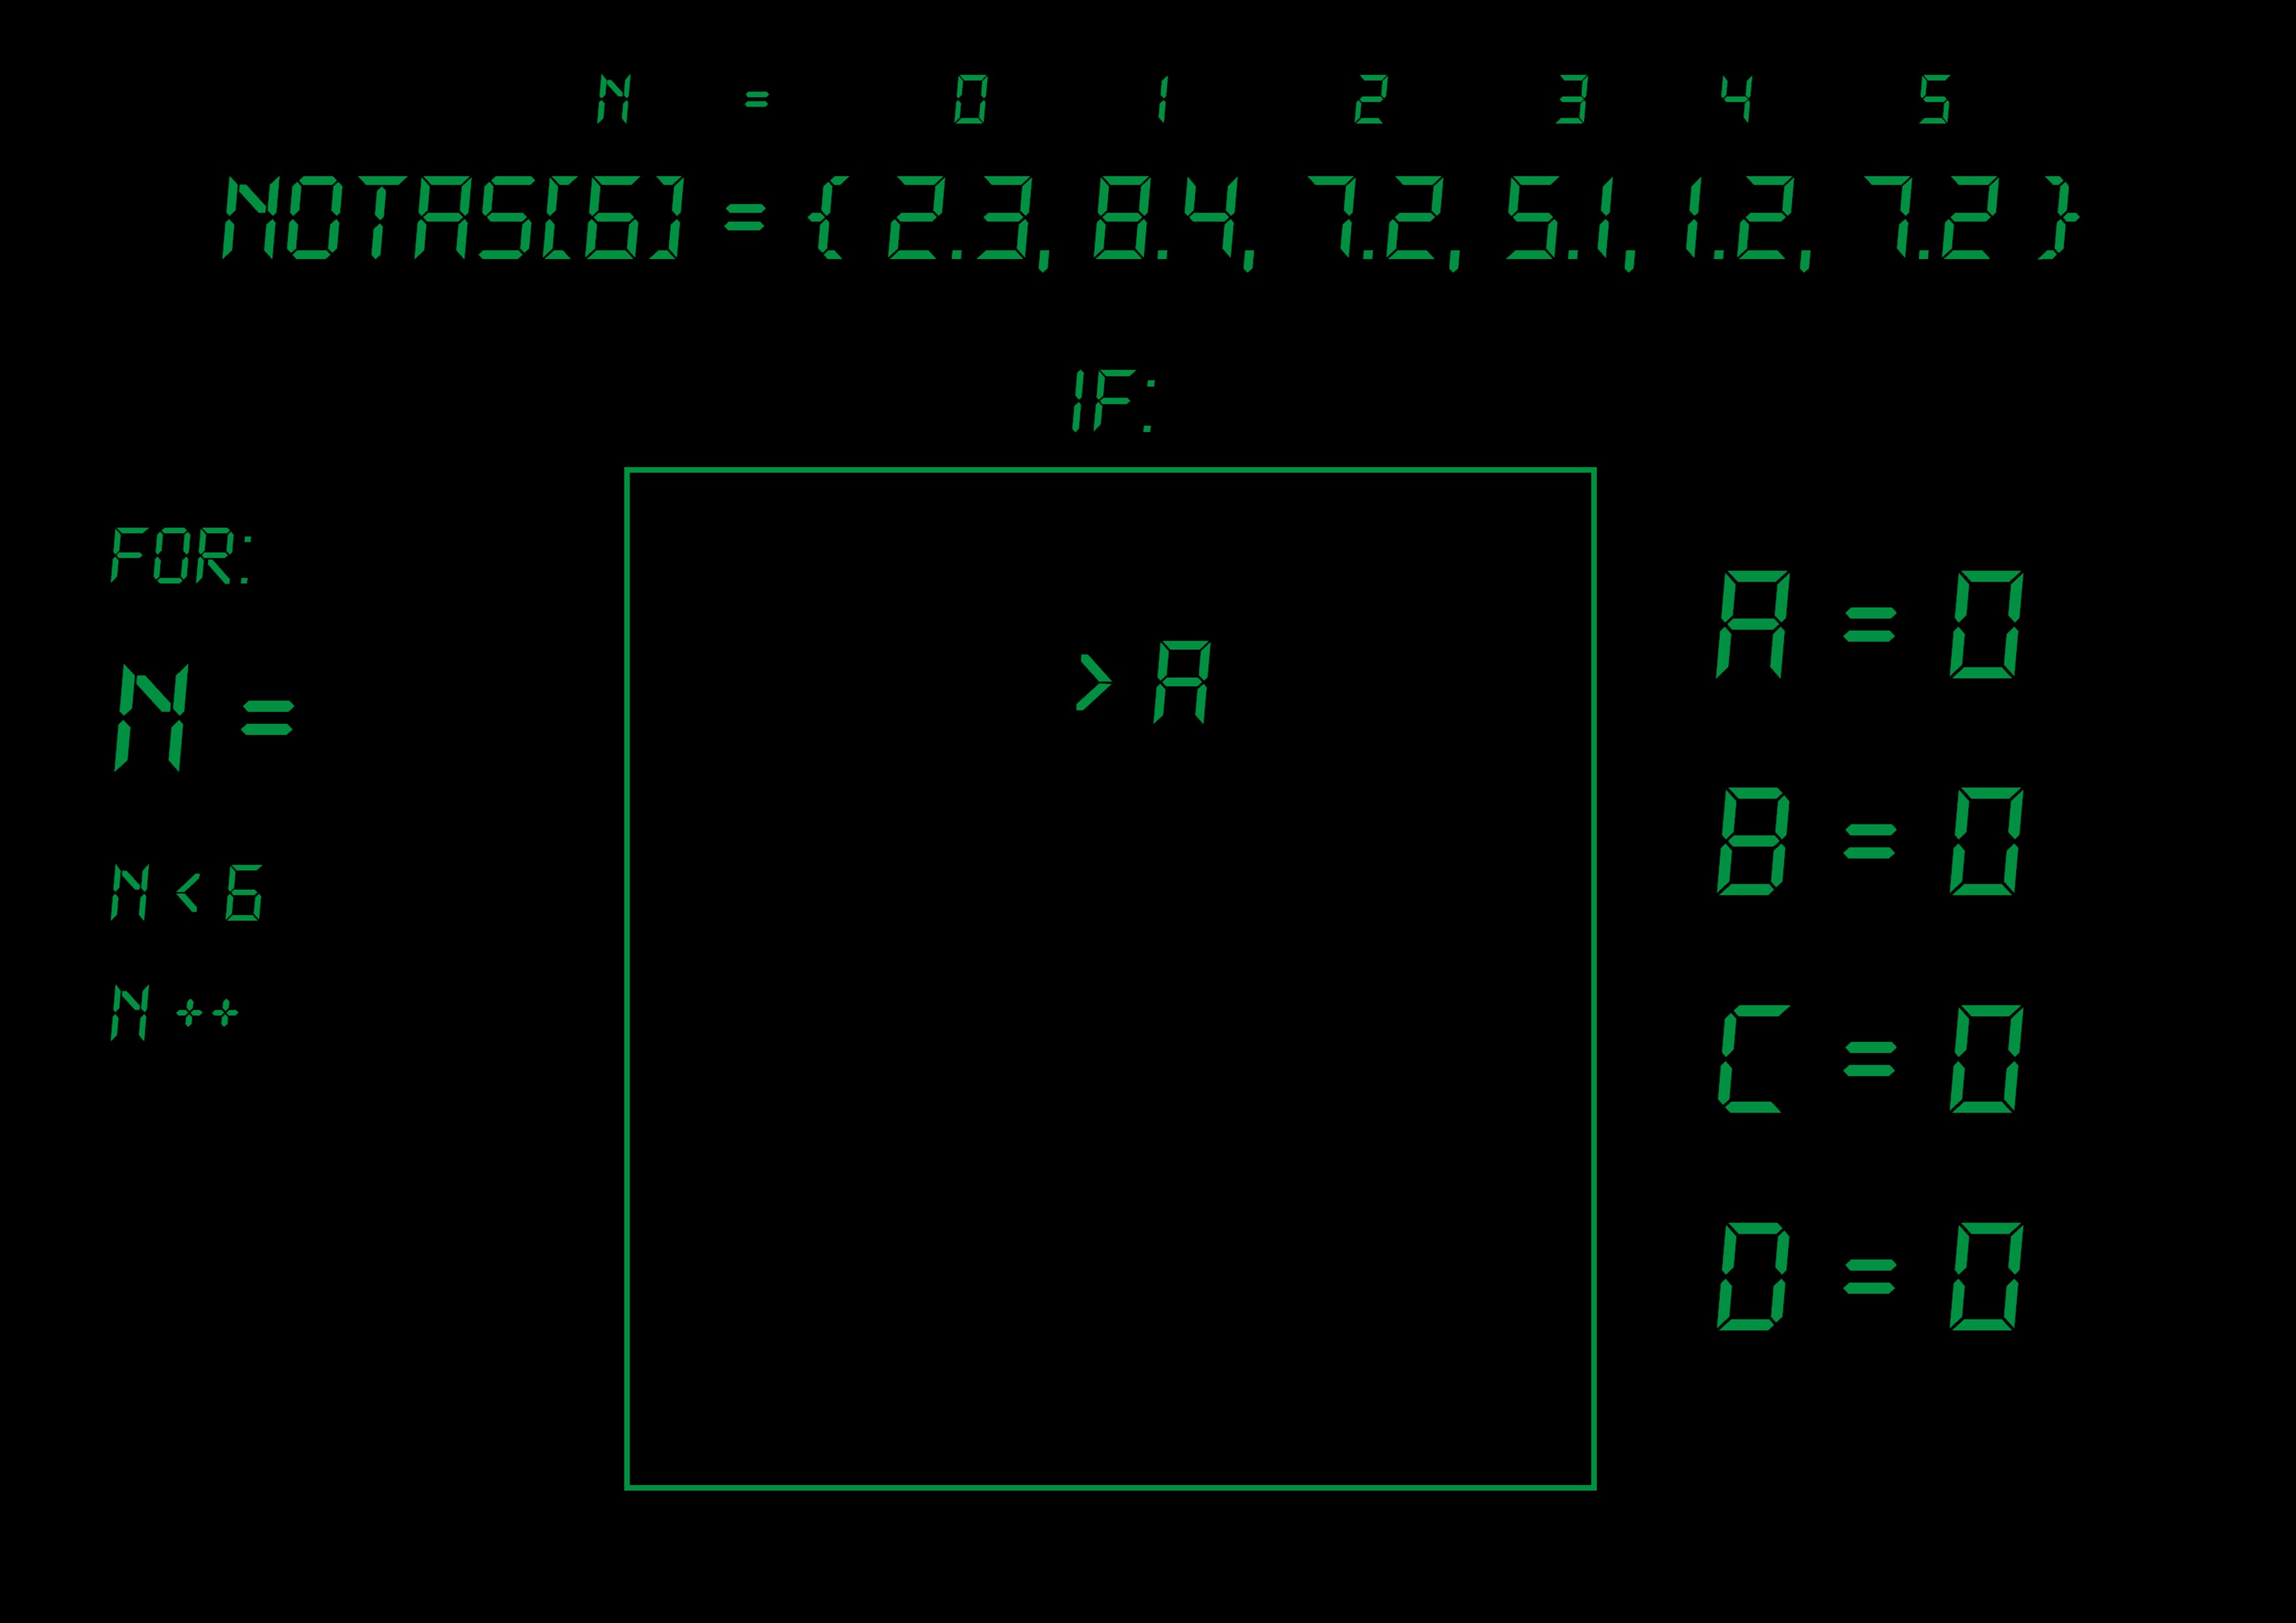 N = 0 1 2 3 4 5
NOTAS[6] = { 2.3, 8.4, 7.2, 5.1, 1.2, 7.2 }
IF:
FOR:
N =
N < 6
N ++
> A
A = 0
B = 0
C = 0
D = 0